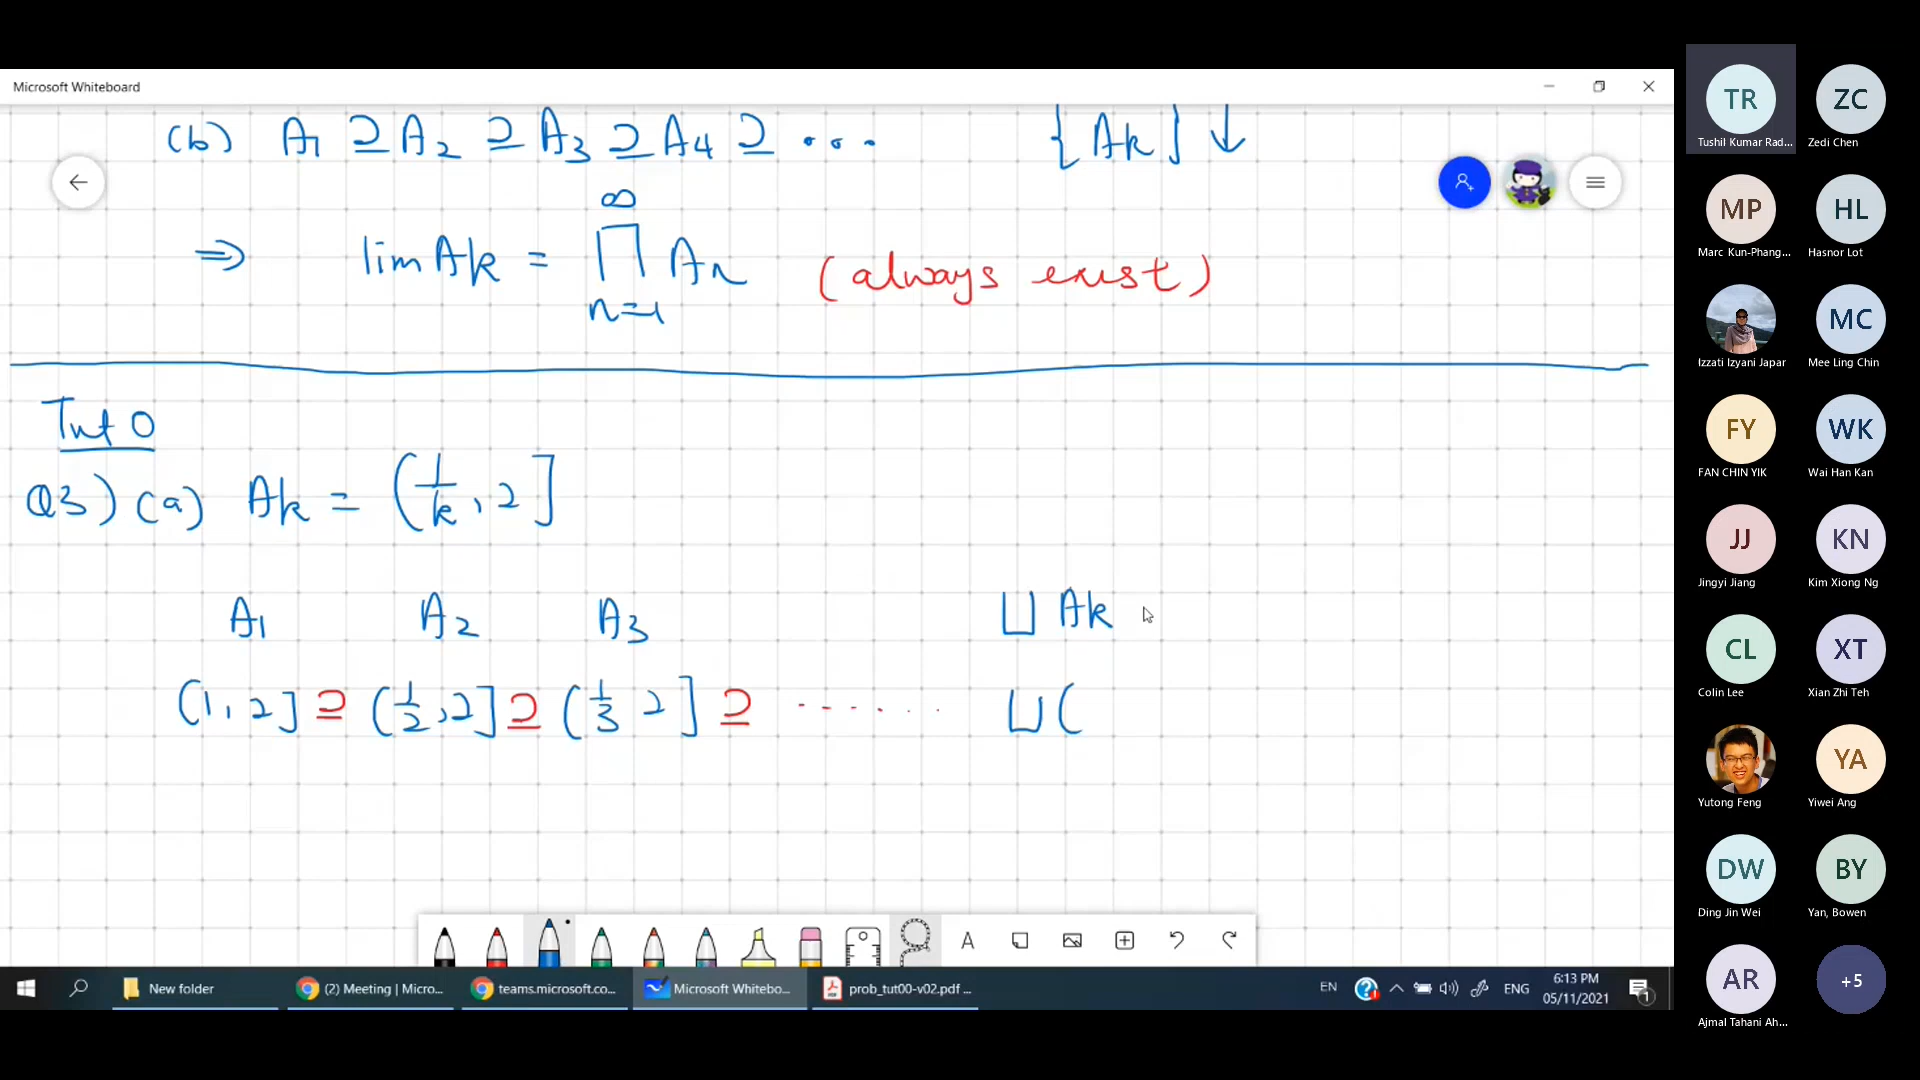 Microsoft Whiteboard
(b) A1 ⊇ A2 ⊇ A3 ⊇ A4 ⊇ ... {Ak} ↓
⇒ lim Ak = ∞ ∏ n=1 An (always exist)
Tut 0
Q3) (a) Ak = (1/k, 2]
A1 A2 A3 ⊔ Ak
(1, 2] ⊇ (1/2, 2] ⊇ (1/3 2] ⊇ ....... ⊔ (
TR
Tushil Kumar Rad...
ZC
Zedi Chen
MP
Marc Kun-Phang...
HL
Hasnor Lot
Izzati Izyani Japar
MC
Mee Ling Chin
FY
FAN CHIN YIK
WK
Wai Han Kan
JJ
Jingyi Jiang
KN
Kim Xiong Ng
CL
Colin Lee
XT
Xian Zhi Teh
Yutong Feng
YA
Yiwei Ang
DW
Ding Jin Wei
BY
Yan, Bowen
AR
Ajmal Tahani Ah...
+5
A
New folder
(2) Meeting | Micro...
teams.microsoft.co...
Microsoft Whitebo...
prob_tut00-v02.pdf ...
EN
ENG
6:13 PM
05/11/2021
1